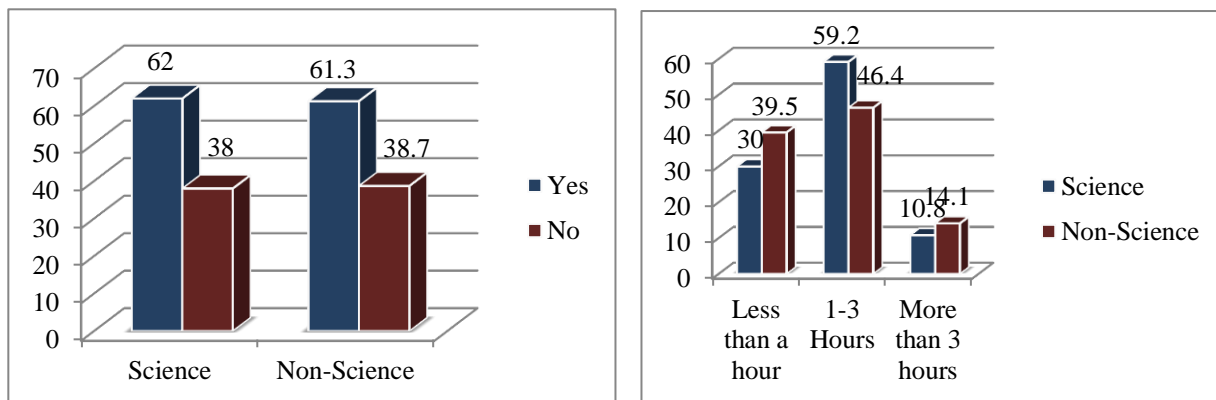 70
60
50
40
30
20
10
0
62
38
61.3
38.7
Science
Non-Science
Yes
No
60
50
40
30
20
10
0
30
39.5
59.2
46.4
10.8
14.1
Less
than a
hour
1-3
Hours
More
than 3
hours
Science
Non-Science